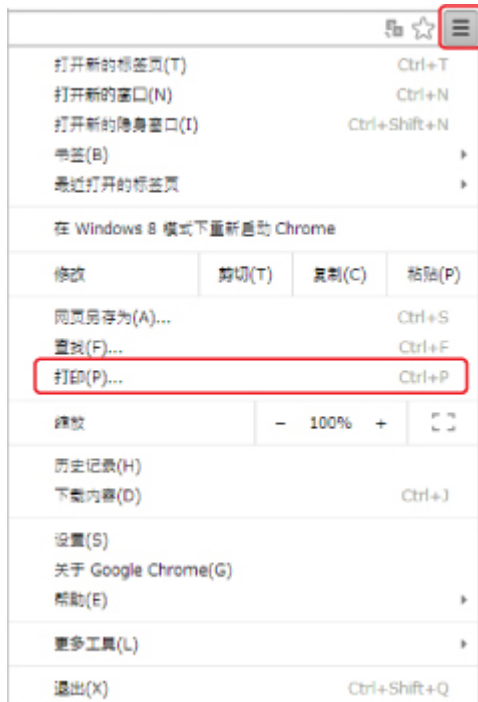 打开新的标签页(T) Ctrl+T
打开新的窗口(N) Ctrl+N
打开新的隐身窗口(I) Ctrl+Shift+N
书签(B)
最近打开的标签页
在 Windows 8 模式下重新启动 Chrome
修改 剪切(T) 复制(C) 粘贴(P)
网页另存为(A)... Ctrl+S
查找(F)... Ctrl+F
打印(P)... Ctrl+P
缩放 - 100% +
历史记录(H)
下载内容(D) Ctrl+J
设置(S)
关于 Google Chrome(G)
帮助(E)
更多工具(L)
退出(X) Ctrl+Shift+Q